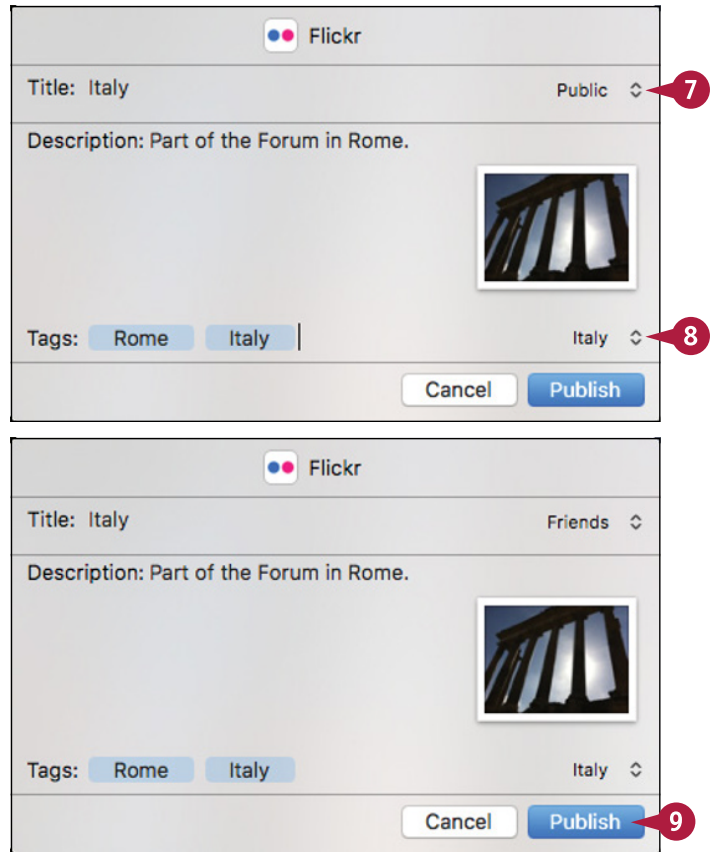 Flickr
Title: Italy Public 7
Description: Part of the Forum in Rome.
Tags: Rome Italy Italy 8
Cancel Publish
Flickr
Title: Italy Friends
Description: Part of the Forum in Rome.
Tags: Rome Italy Italy
Cancel Publish 9